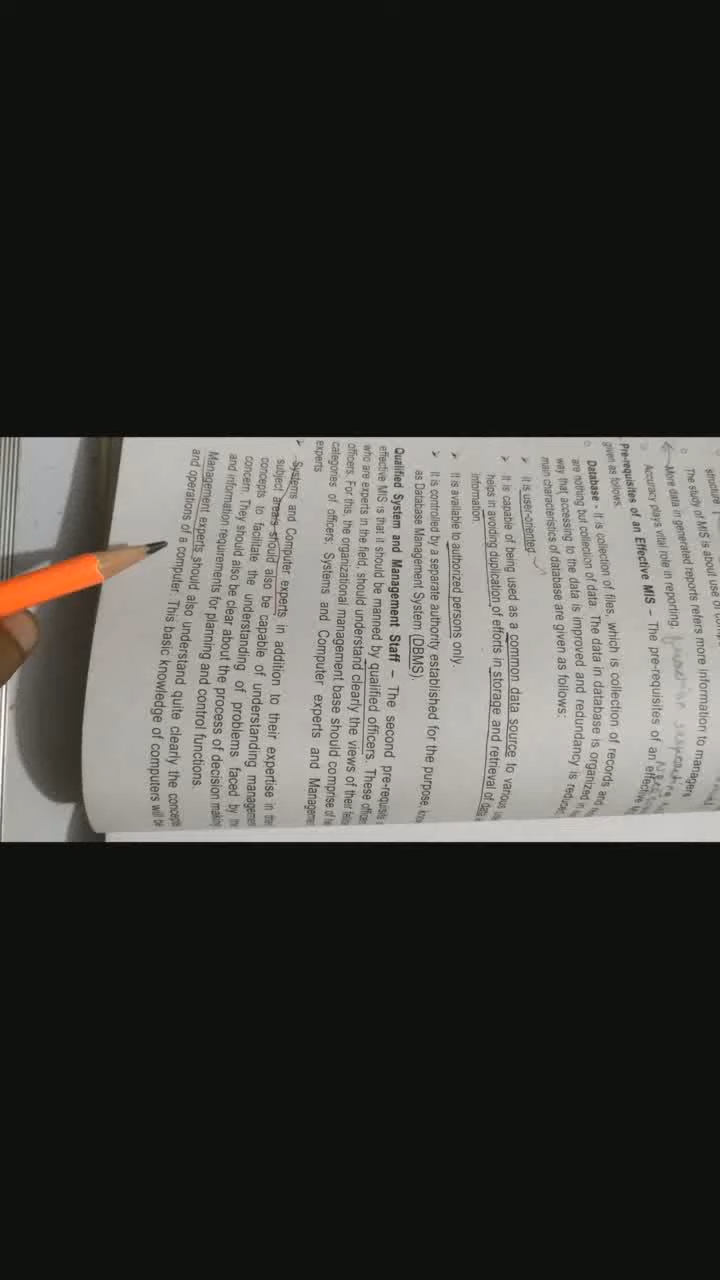 structure
The study of MIS is about use of
More data in generated reports refers more information to managers
Accuracy plays vital role in reporting.
Pre-requisites of an Effective MIS – The pre-requisites of an effective
given as follows.
Database - It is collection of files, which is collection of records and
are nothing but collection of data. The data in database is organized in
way that accessing to the data is improved and redundancy is reduced
main characteristics of database are given as follows:
➢ It is user-oriented
➢ It is capable of being used as a common data source to various
helps in avoiding duplication of efforts in storage and retrieval of data
information.
➢ It is available to authorized persons only.
➢ It is controlled by a separate authority established for the purpose,
as Database Management System (DBMS).
Qualified System and Management Staff – The second pre-requisite
effective MIS is that it should be manned by qualified officers. These
who are experts in the field, should understand clearly the views of their
officers. For this, the organizational management base should comprise of
categories of officers; Systems and Computer experts and Management
experts
➢ Systems and Computer experts in addition to their expertise in
subject areas should also be capable of understanding management
concepts to facilitate the understanding of problems faced by
concern. They should also be clear about the process of decision making
and information requirements for planning and control functions.
Management experts should also understand quite clearly the concepts
and operations of a computer. This basic knowledge of computers will